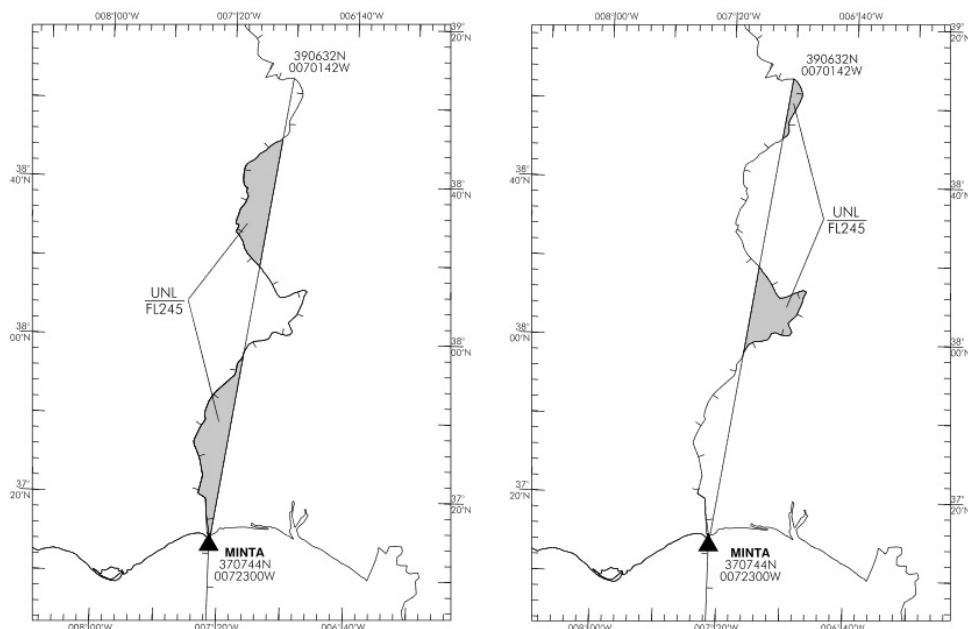 008°00'W
007°20'W
006°40'W
39°
20'N
390632N
0070142W
38°
40'N
38°
40'N
UNL
FL245
38°
00'N
38°
00'N
37°
20'N
37°
20'N
MINTA
370744N
0072300W
008°00'W
007°20'W
006°40'W
008°00'W
007°20'W
006°40'W
39°
20'N
390632N
0070142W
38°
40'N
38°
40'N
UNL
FL245
38°
00'N
38°
00'N
37°
20'N
37°
20'N
MINTA
370744N
0072300W
008°00'W
007°20'W
006°40'W